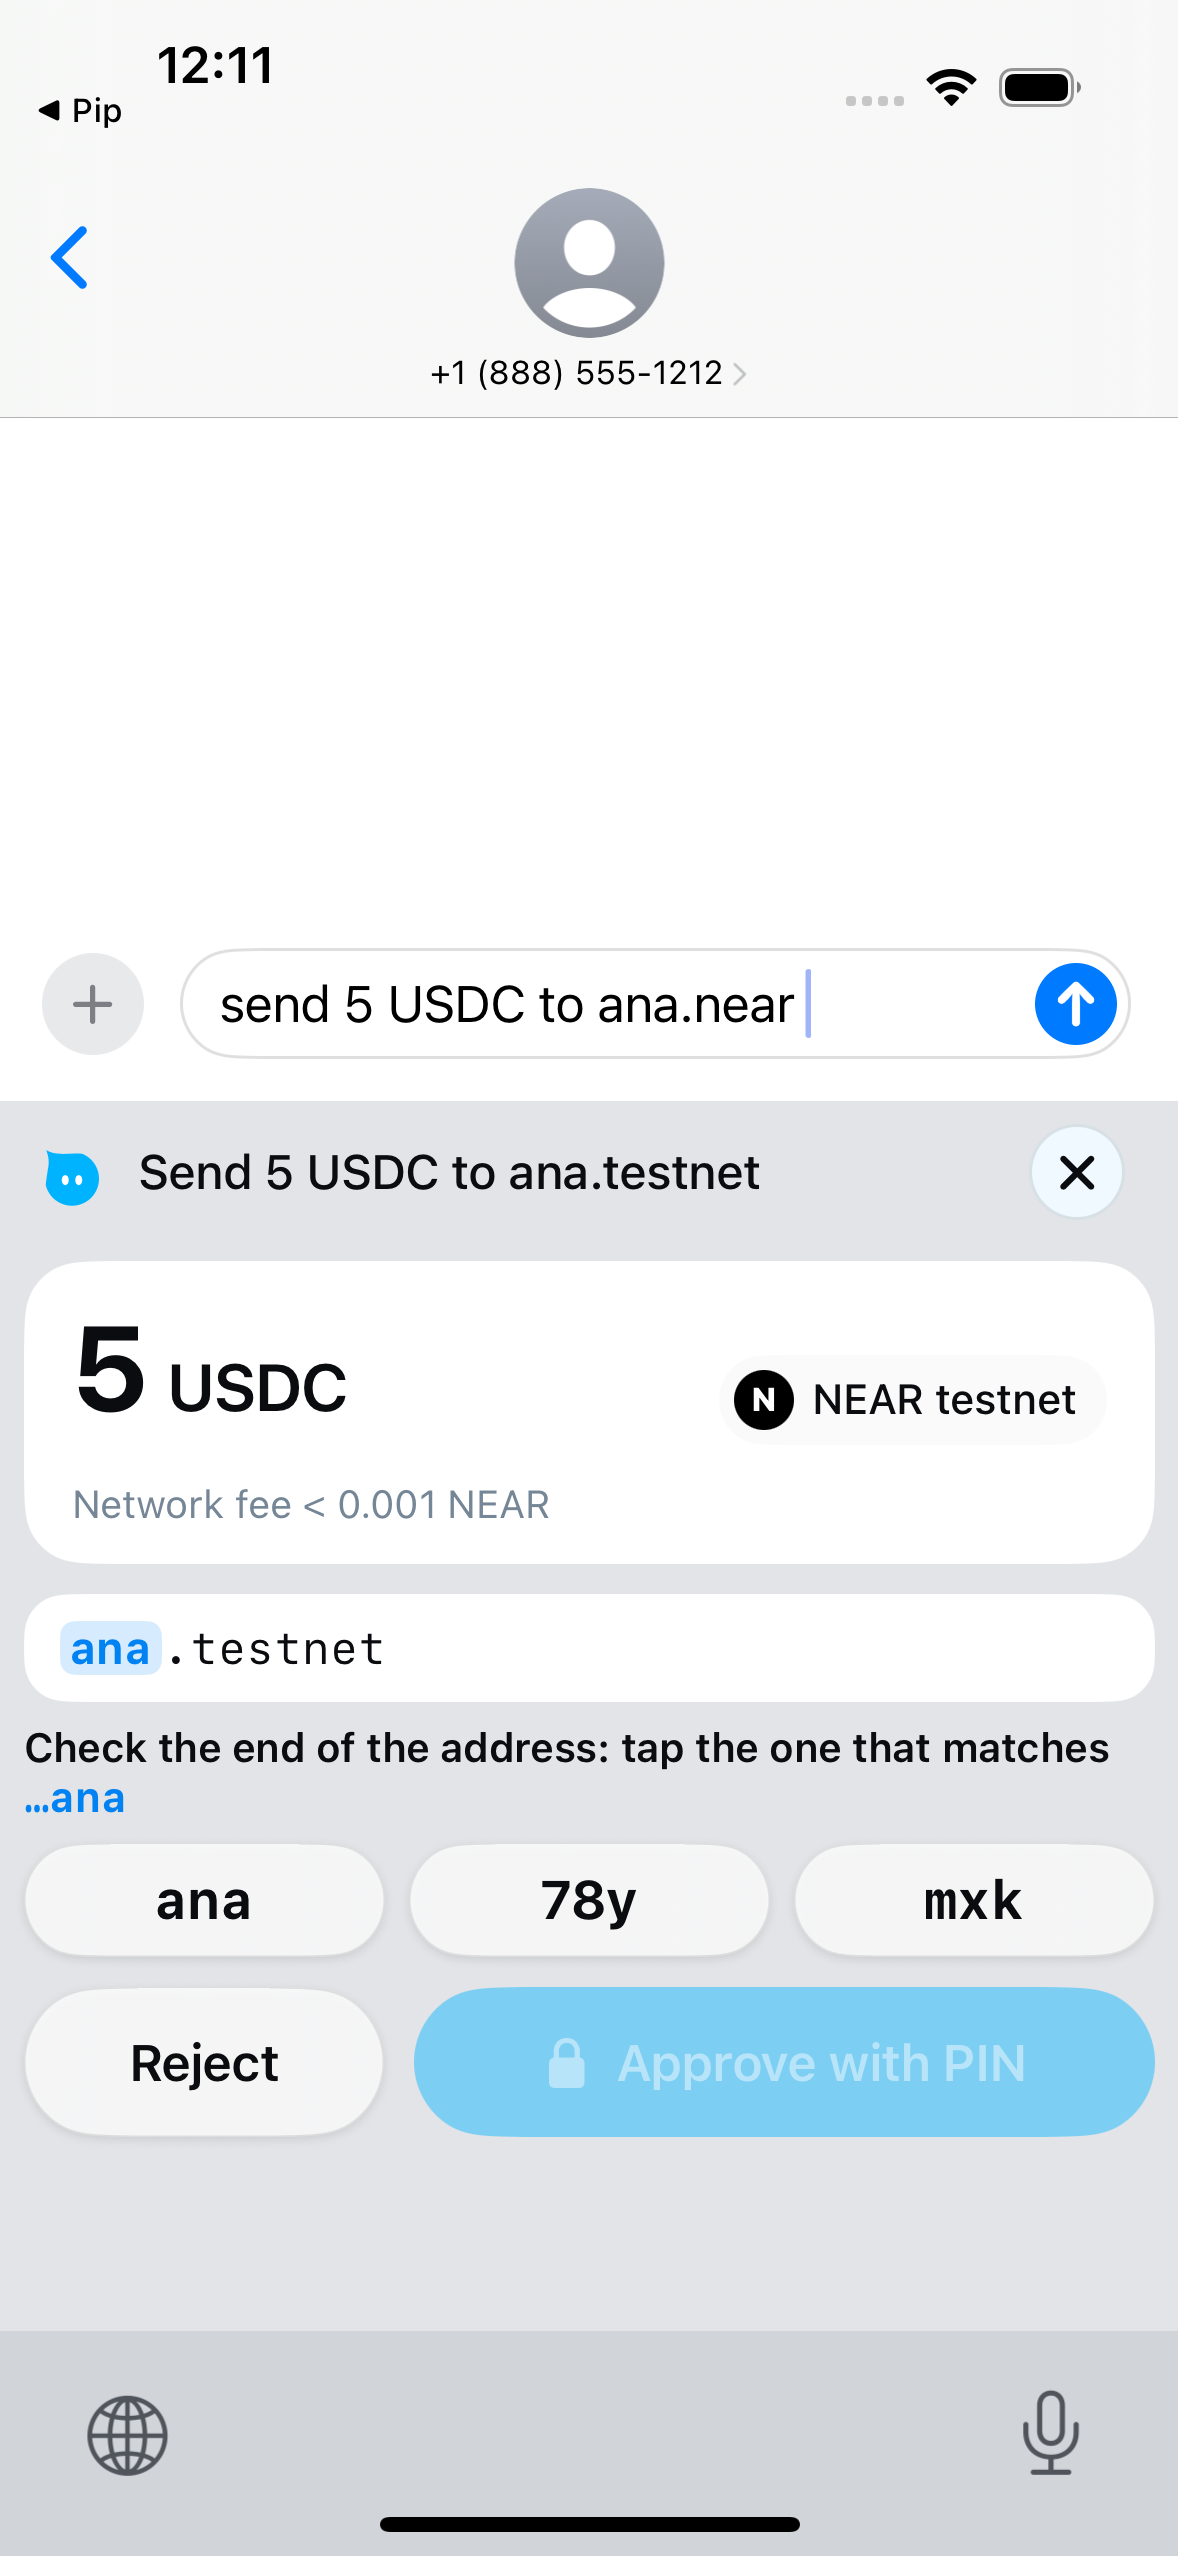 12:11
Pip
+1 (888) 555-1212
send 5 USDC to ana.near
Send 5 USDC to ana.testnet
5 USDC
N NEAR testnet
Network fee < 0.001 NEAR
ana.testnet
Check the end of the address: tap the one that matches
…ana
ana 78y mxk
Reject Approve with PIN